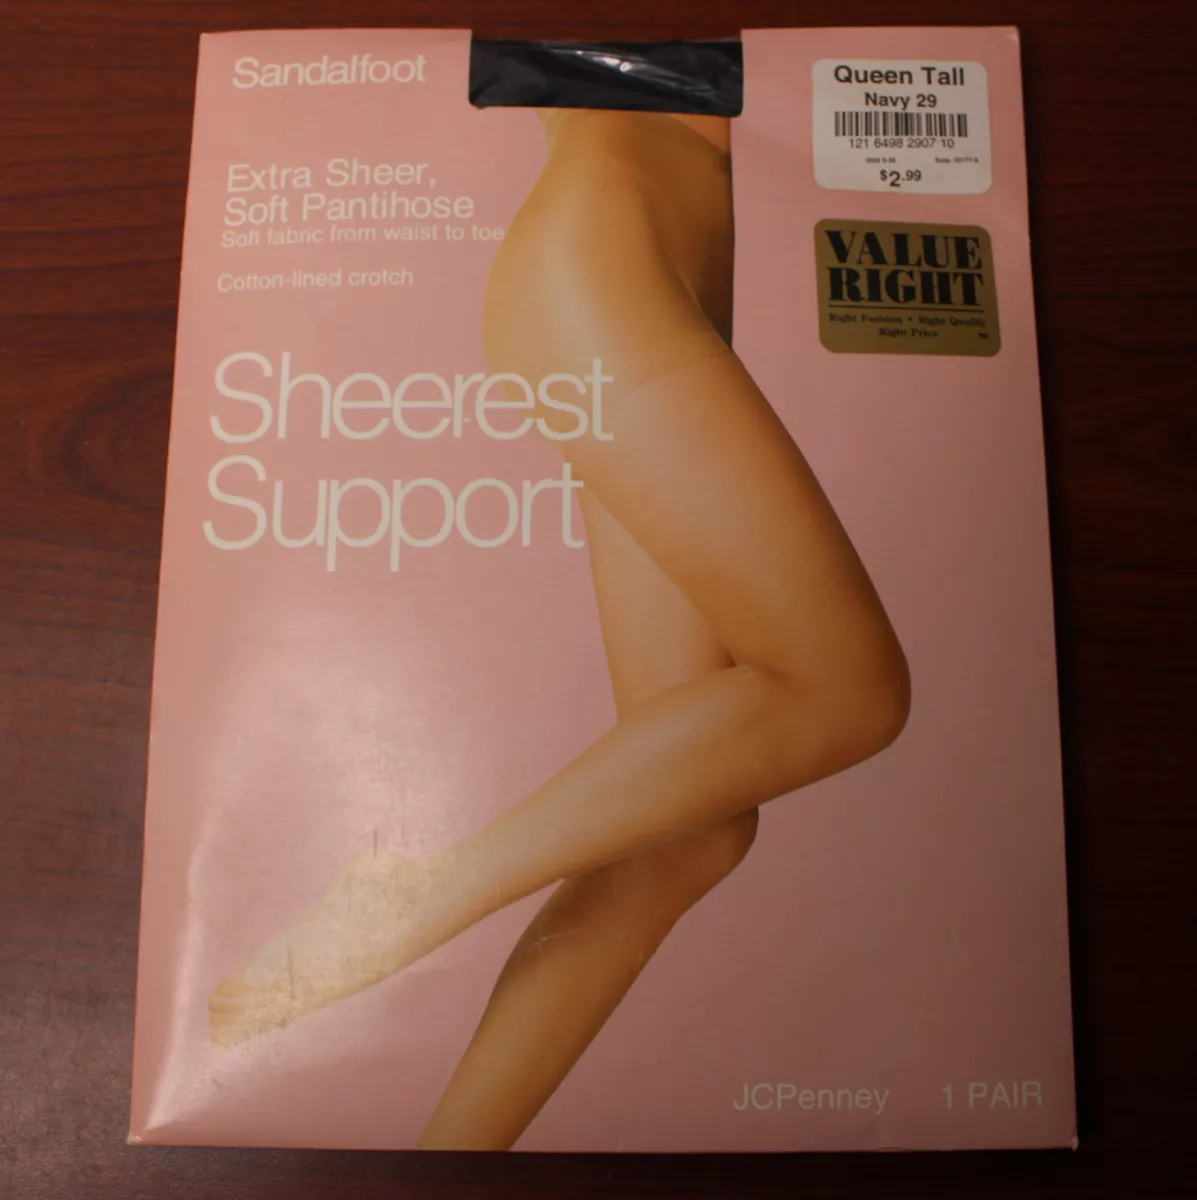 Sandalfoot
Extra Sheer,
Soft Pantihose
Soft fabric from waist to toe
Cotton-lined crotch
Sheerest
Support
Queen Tall
Navy 29
121 6498 2907 10
$2.99
VALUE
RIGHT
Right Fashion • Right Quality
Right Price
JCPenney 1 PAIR